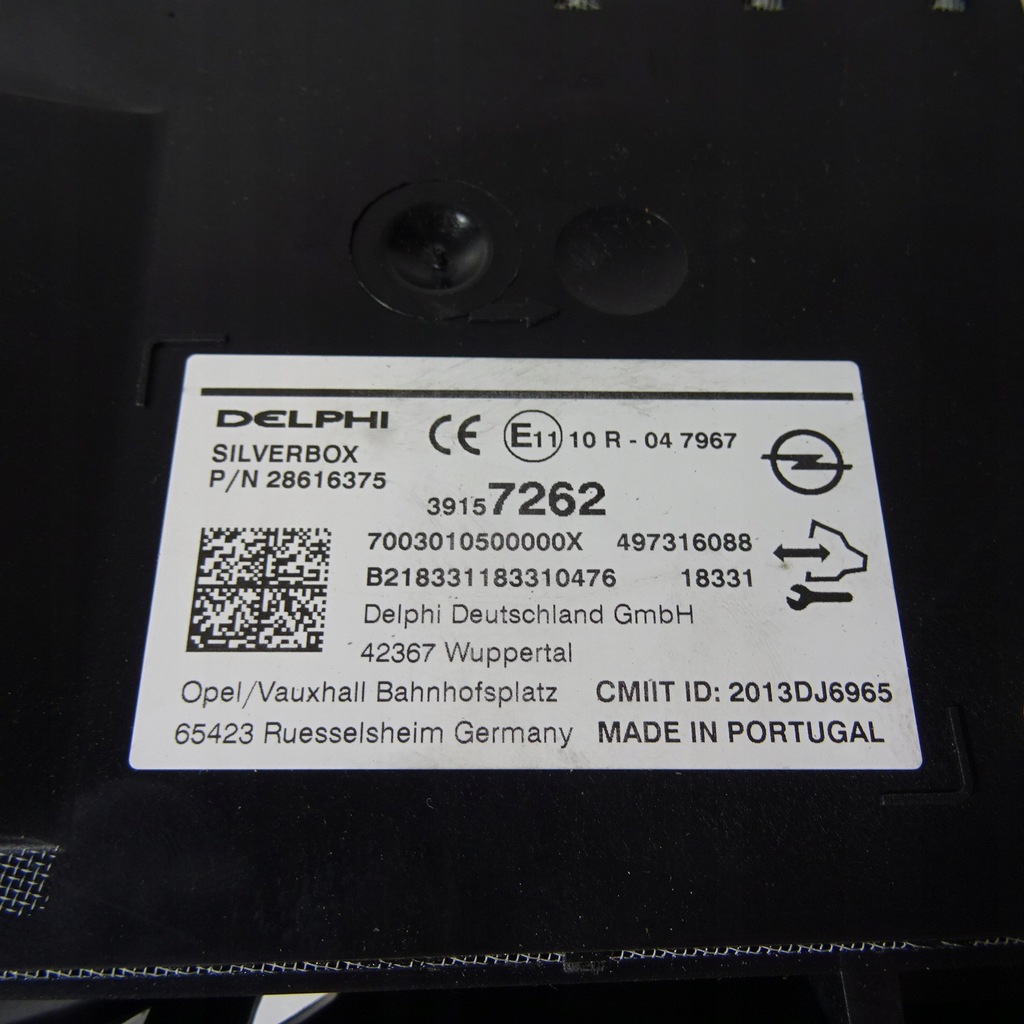 DELPHI
SILVERBOX
P/N 28616375
CE E11 10 R - 04 7967
39157262
7003010500000X 497316088
B218331183310476 18331
Delphi Deutschland GmbH
42367 Wuppertal
Opel/Vauxhall Bahnhofsplatz CMIIT ID: 2013DJ6965
65423 Ruesselsheim Germany MADE IN PORTUGAL